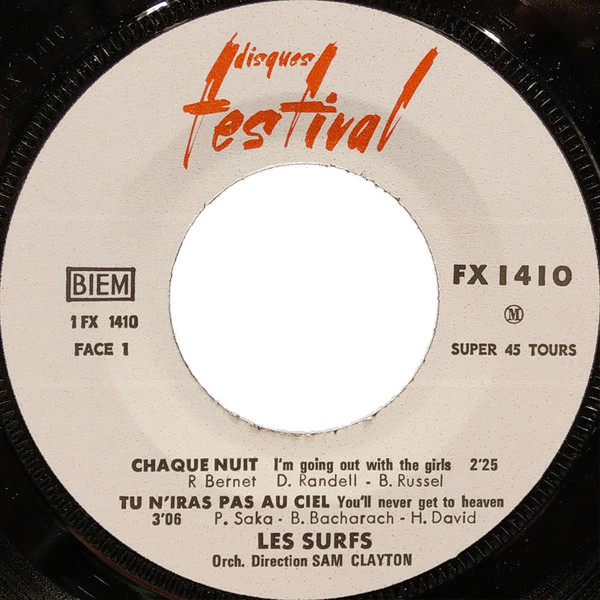 disques
festival
BIEM
FX 1410
1 FX 1410
M
FACE 1
SUPER 45 TOURS
CHAQUE NUIT I'm going out with the girls 2'25
R Bernet D. Randell - B. Russel
TU N'IRAS PAS AU CIEL You'll never get to heaven
3'06 P. Saka - B. Bacharach - H. David
LES SURFS
Orch. Direction SAM CLAYTON
FX 1410